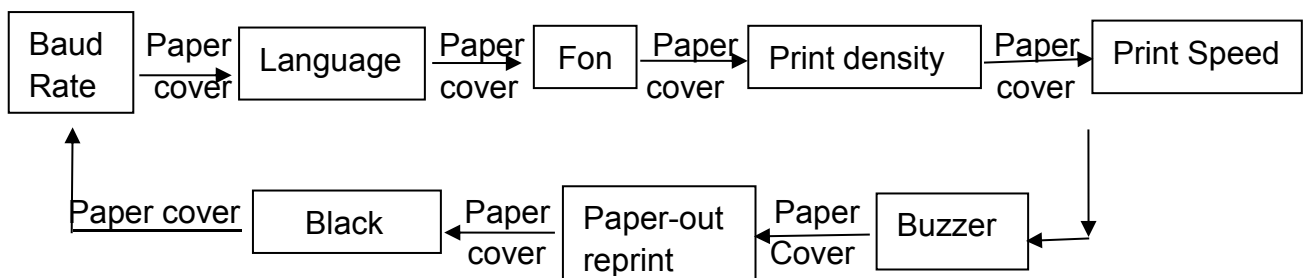 Baud
Rate
Paper
cover
Language
Paper
cover
Fon
Paper
cover
Print density
Paper
cover
Print Speed
Buzzer
Paper
Cover
Paper-out
reprint
Paper
cover
Black
Paper cover